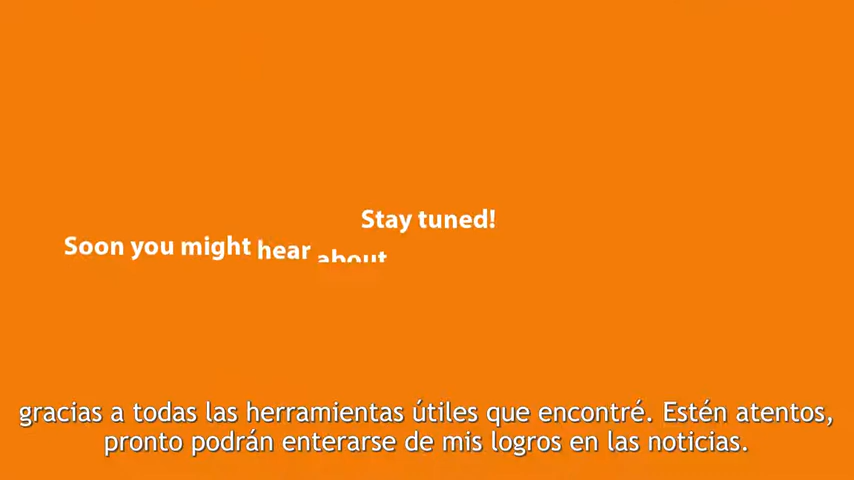 Stay tuned!
Soon you might hear about
gracias a todas las herramientas útiles que encontré. Estén atentos,
pronto podrán enterarse de mis logros en las noticias.